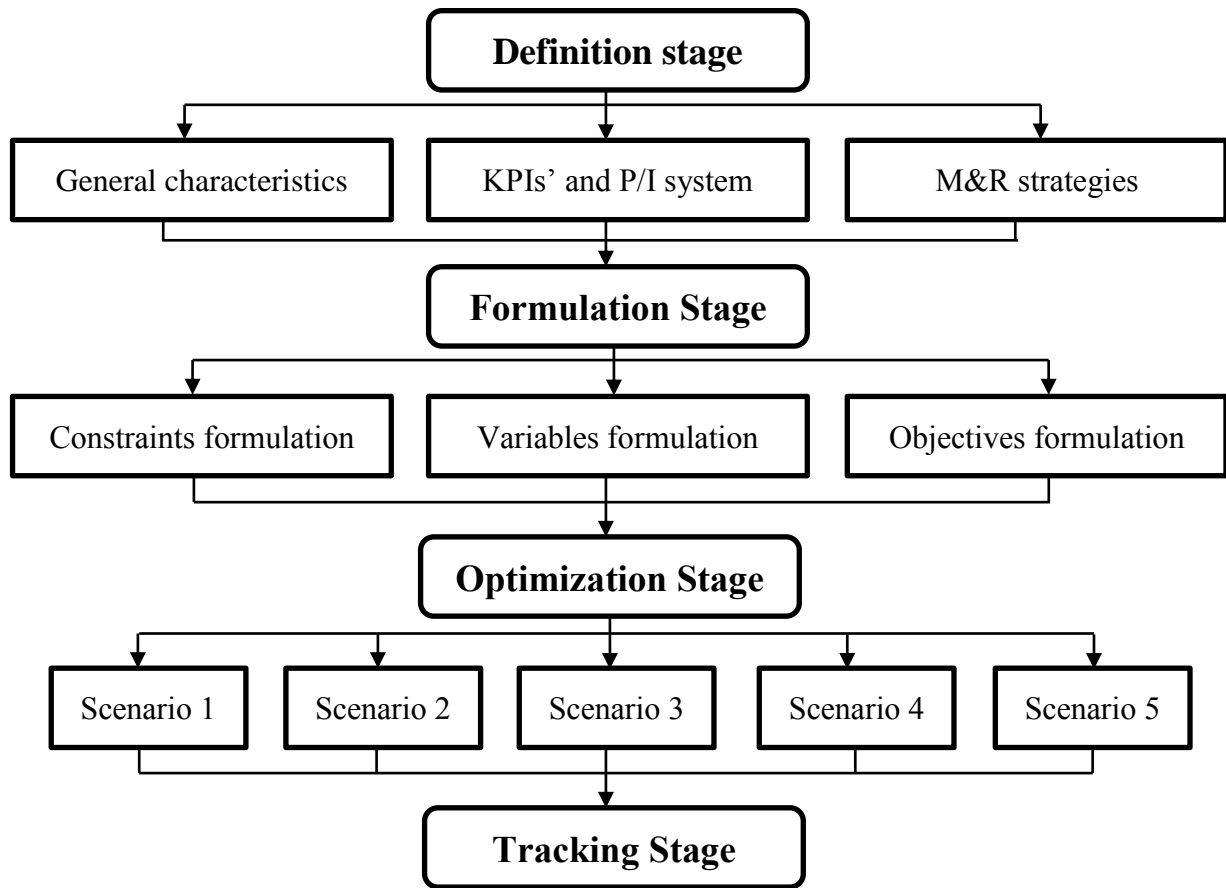 Definition stage
General characteristics
KPIs’ and P/I system
M&R strategies
Formulation Stage
Constraints formulation
Variables formulation
Objectives formulation
Optimization Stage
Scenario 1
Scenario 2
Scenario 3
Scenario 4
Scenario 5
Tracking Stage